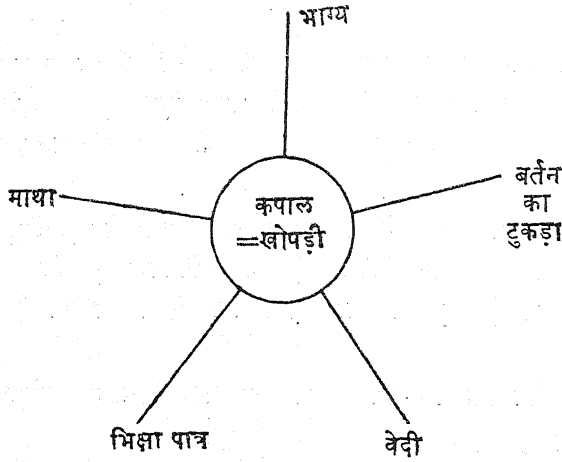 भाग्य
माथा
कपाल
=खोपड़ी
बर्तन
का
टुकड़ा
भिक्षा पात्र
वेदी